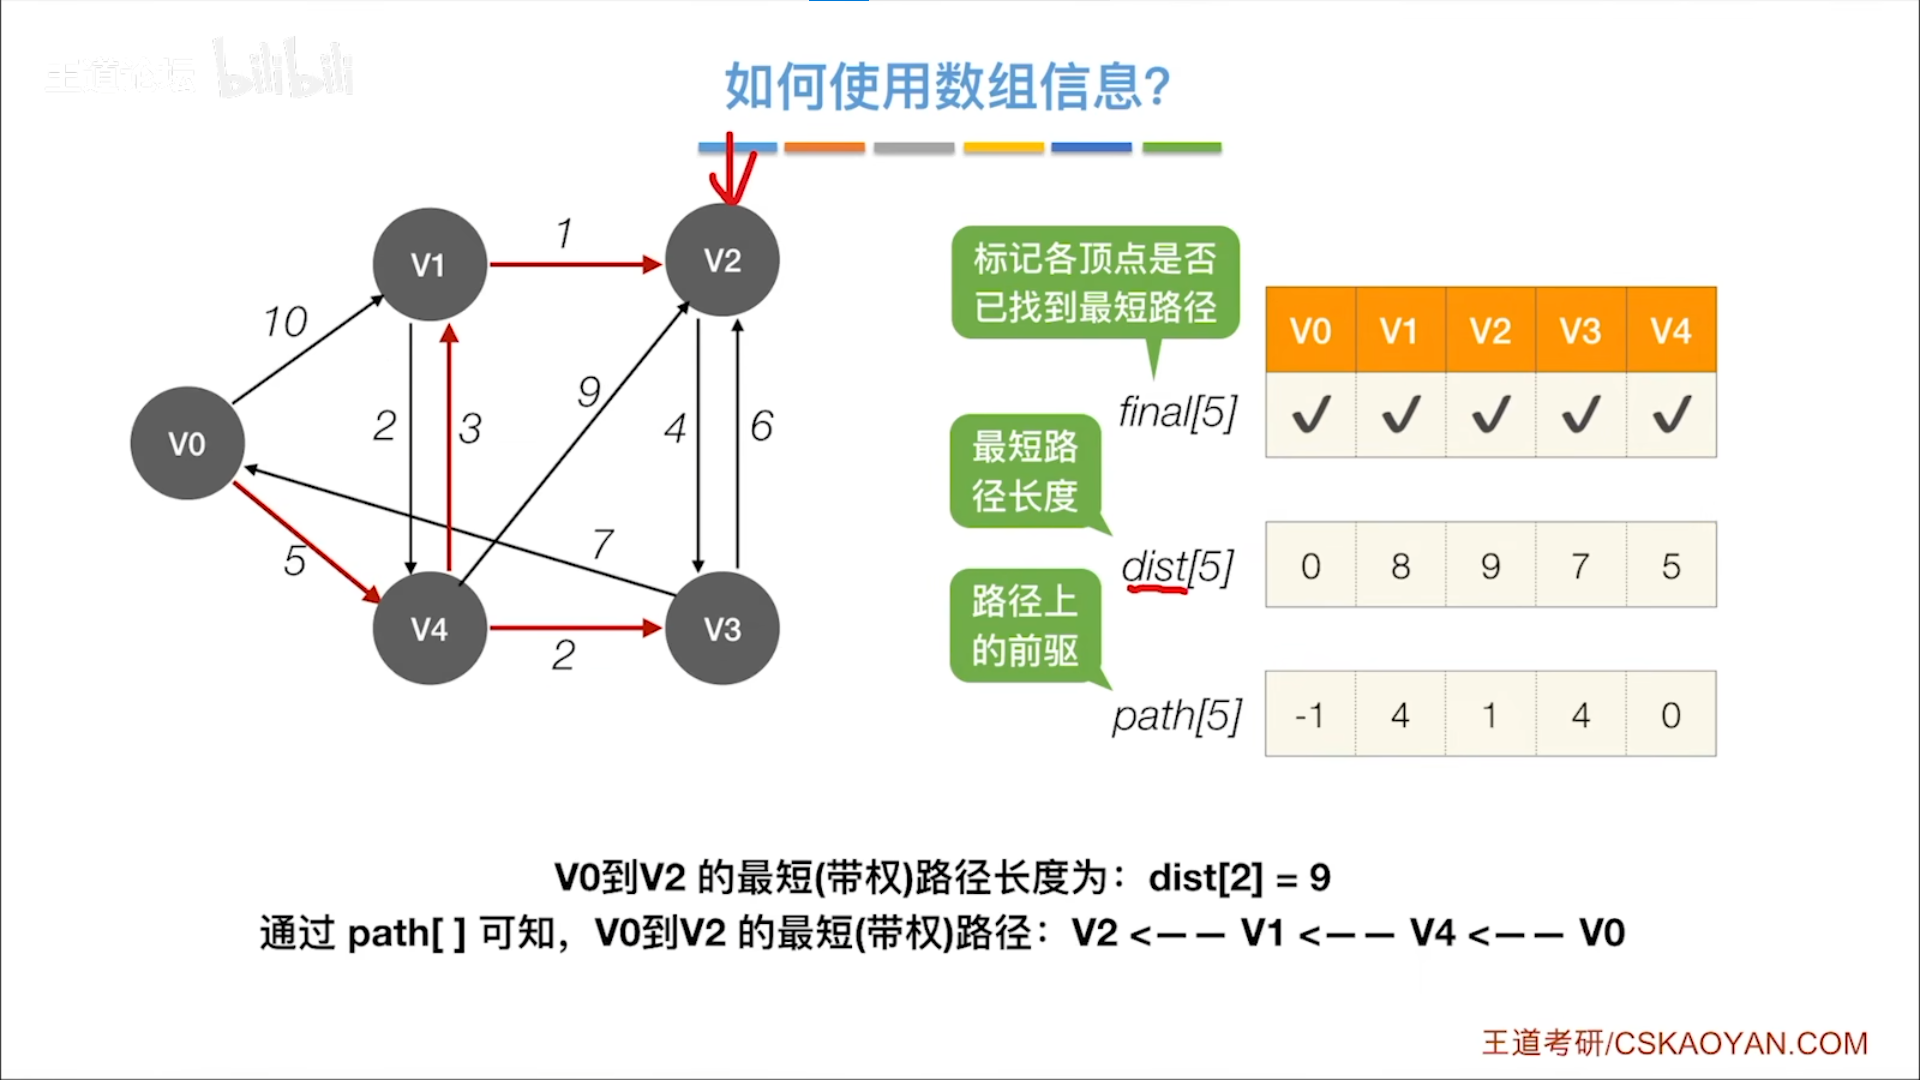 王道论坛 bilibili
如何使用数组信息?
V1
1
V2
10
2
3
9
4
6
V0
5
7
V4
2
V3
标记各顶点是否
已找到最短路径
V0 V1 V2 V3 V4
final[5] ✓ ✓ ✓ ✓ ✓
最短路
径长度
dist[5] 0 8 9 7 5
路径上
的前驱
path[5] -1 4 1 4 0
V0到V2 的最短(带权)路径长度为：dist[2] = 9
通过 path[ ] 可知，V0到V2 的最短(带权)路径：V2 <—— V1 <—— V4 <—— V0
王道考研/CSKAOYAN.COM